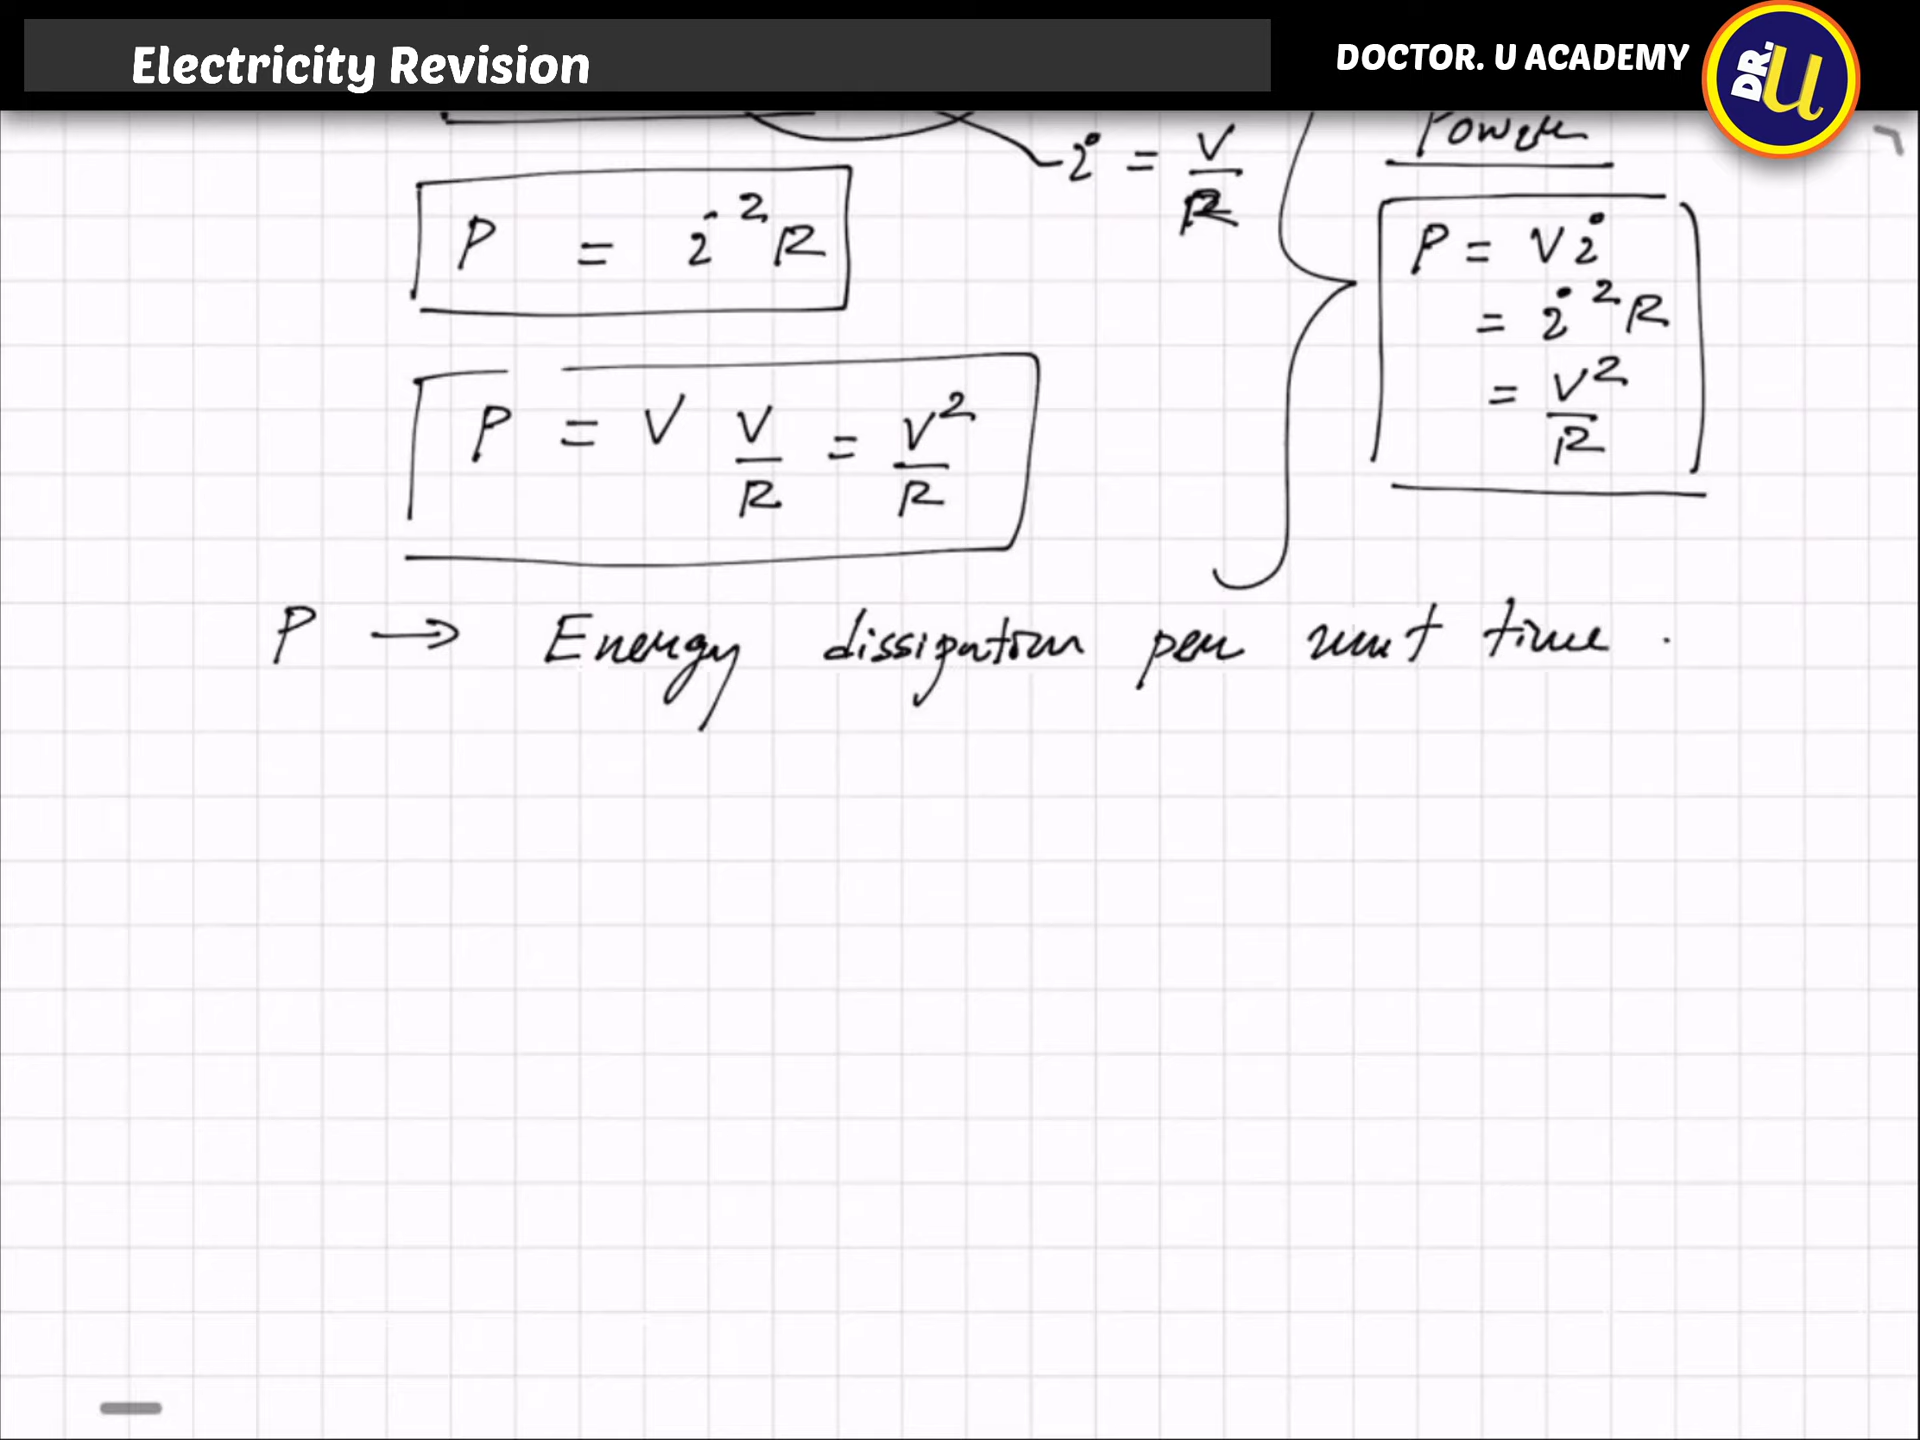 Electricity Revision
DOCTOR. U ACADEMY
DR. U
i = V/R
Power
P = i²R
P = Vi
= i²R
= V²/R
P = V V/R = V²/R
P → Energy dissipation per unit time.